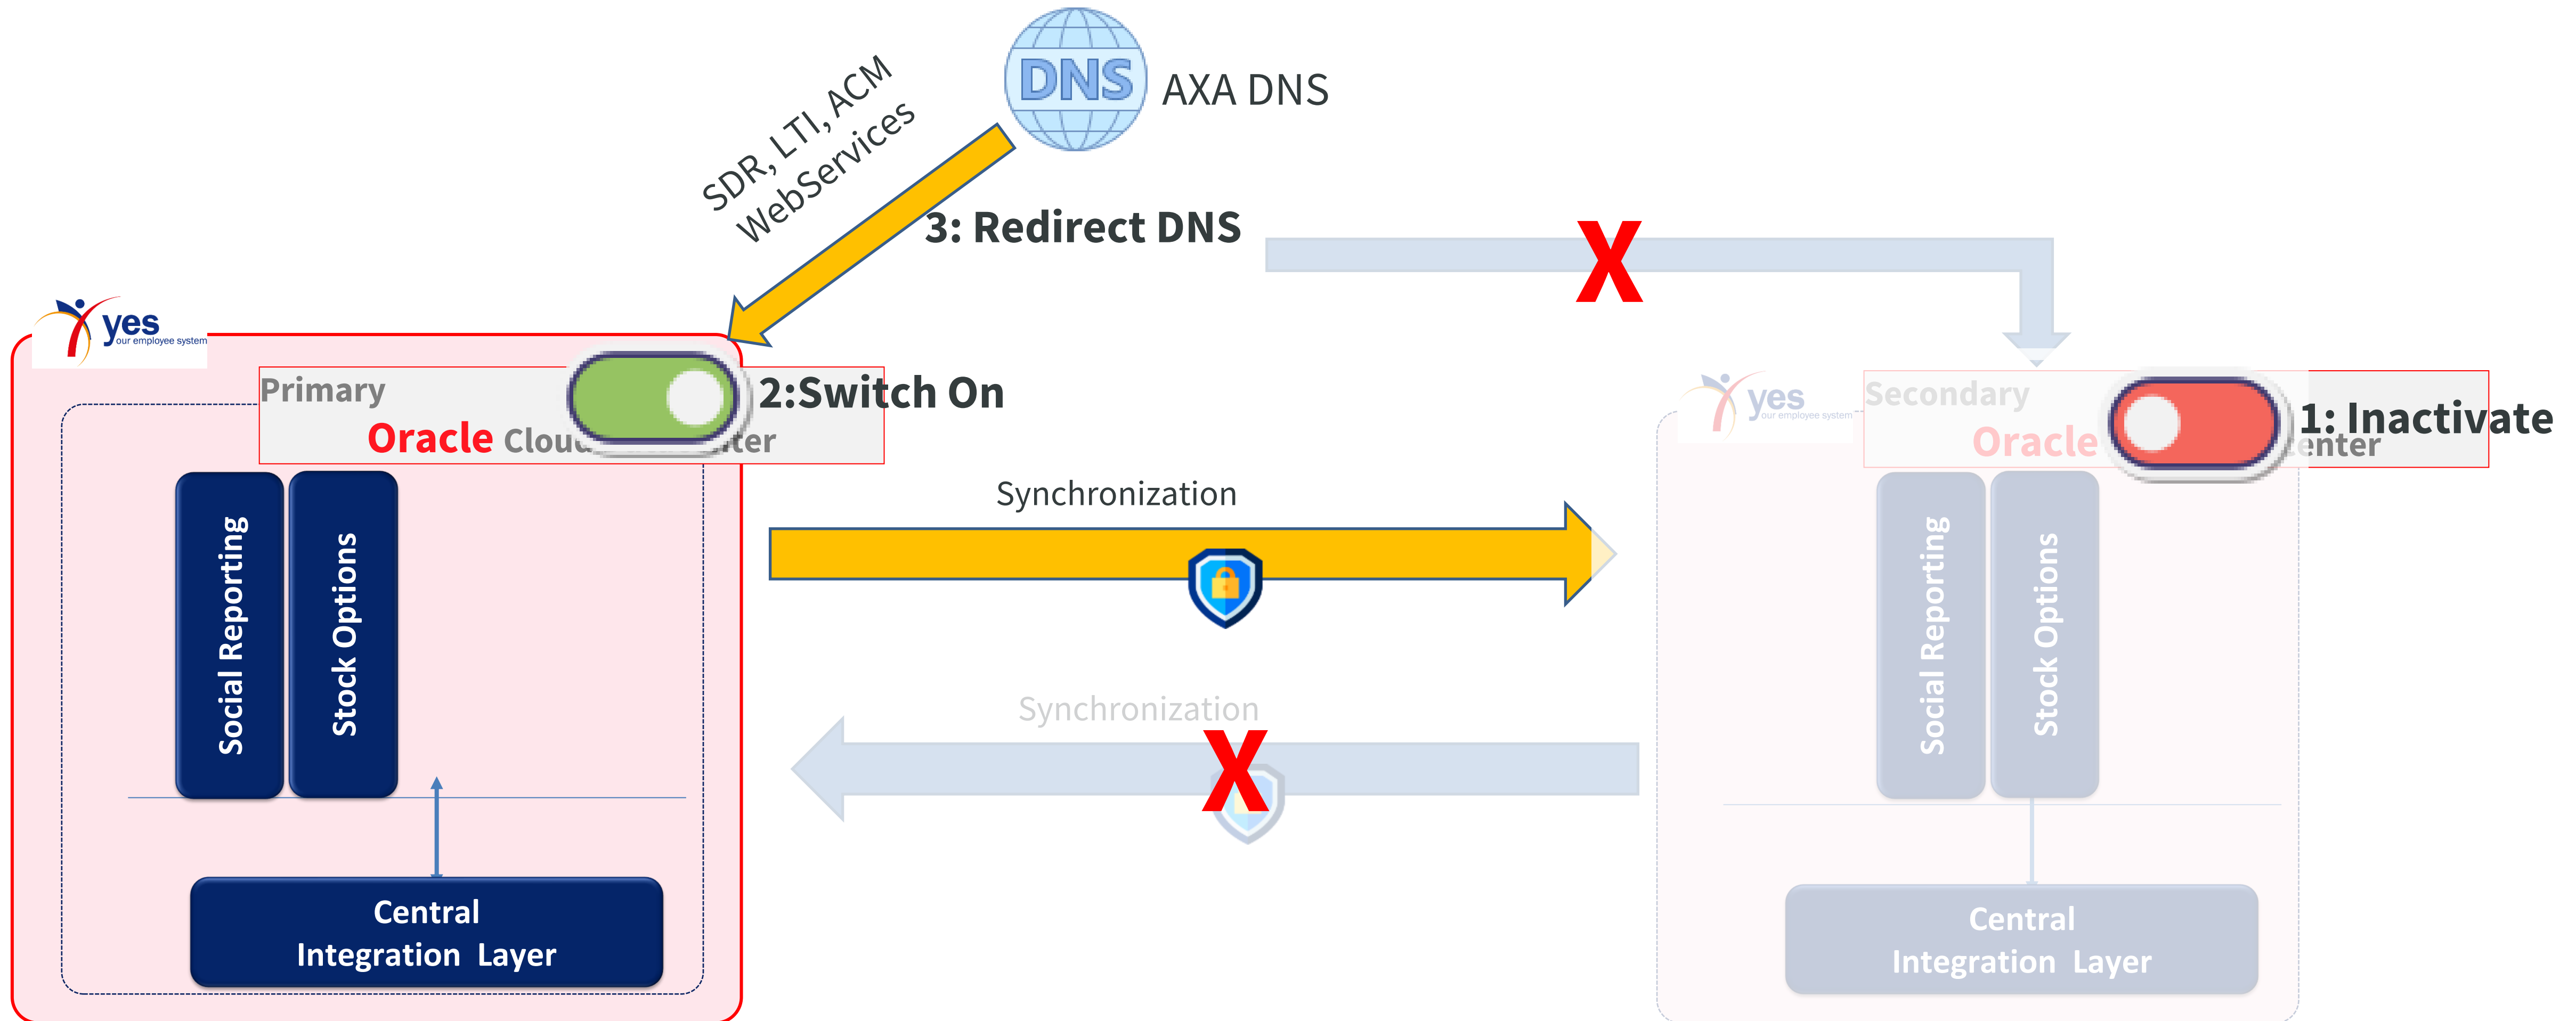 DNS
AXA DNS
SDR, LTI, ACM
WebServices
3: Redirect DNS
X
yes
our employee system
Primary
Oracle
2:Switch On
yes
our employee system
Secondary
Oracle
1: Inactivate
Synchronization
Social Reporting
Stock Options
Social Reporting
Stock Options
Synchronization
X
Central
Integration Layer
Central
Integration Layer